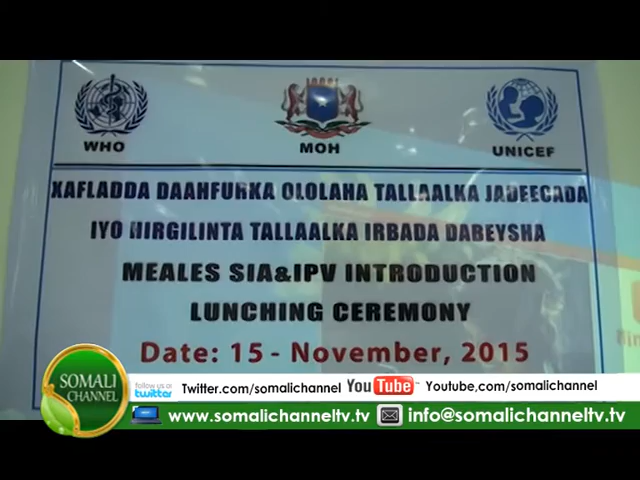 WHO
MOH
UNICEF
XAFLADDA DAAHFURKA OLOLAHA TALLAALKA JADEECADA
IYO HIRGILINTA TALLAALKA IRBADA DABEYSHA
MEALES SIA&IPV INTRODUCTION
LUNCHING CEREMONY
Date: 15 - November, 2015
SOMALI
CHANNEL
follow us at
twitter
Twitter.com/somalichannel
YouTube
Youtube,com/somalichannel
www.somalichanneltv.tv
info@somalichanneltv.tv